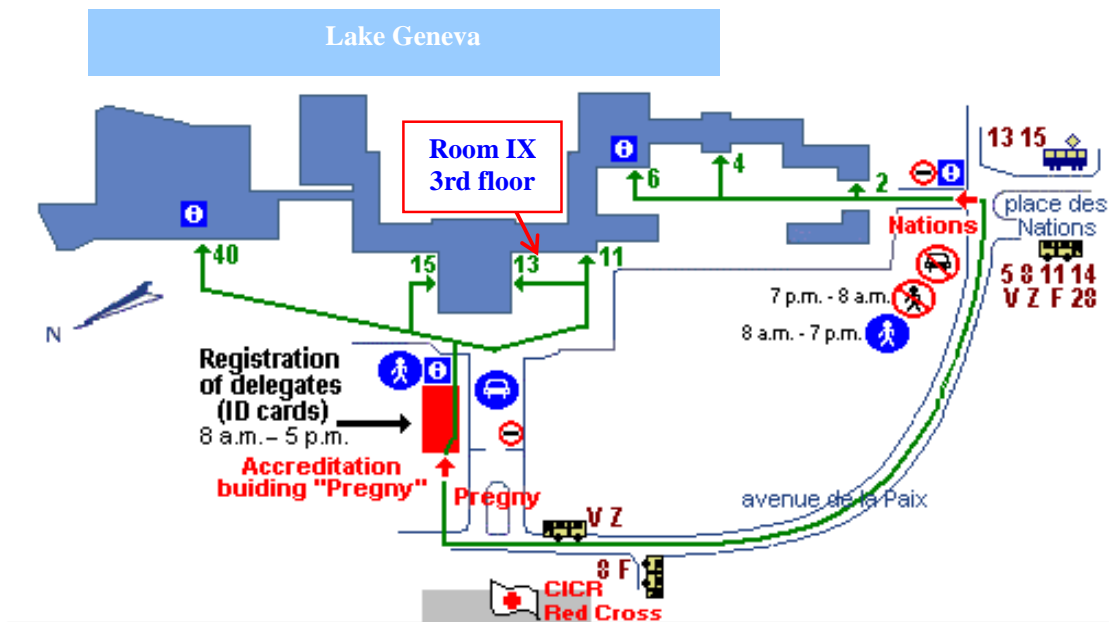 Lake Geneva
Room IX
3rd floor
13 15
4
6
2
place des
Nations
Nations
40
15
13
11
5 8 11 14
V Z F 28
7 p.m. - 8 a.m.
8 a.m. - 7 p.m.
N
Registration
of delegates
(ID cards)
8 a.m. – 5 p.m.
Accreditation
buiding "Pregny"
Pregny
avenue de la Paix
V Z
8 F
CICR
Red Cross